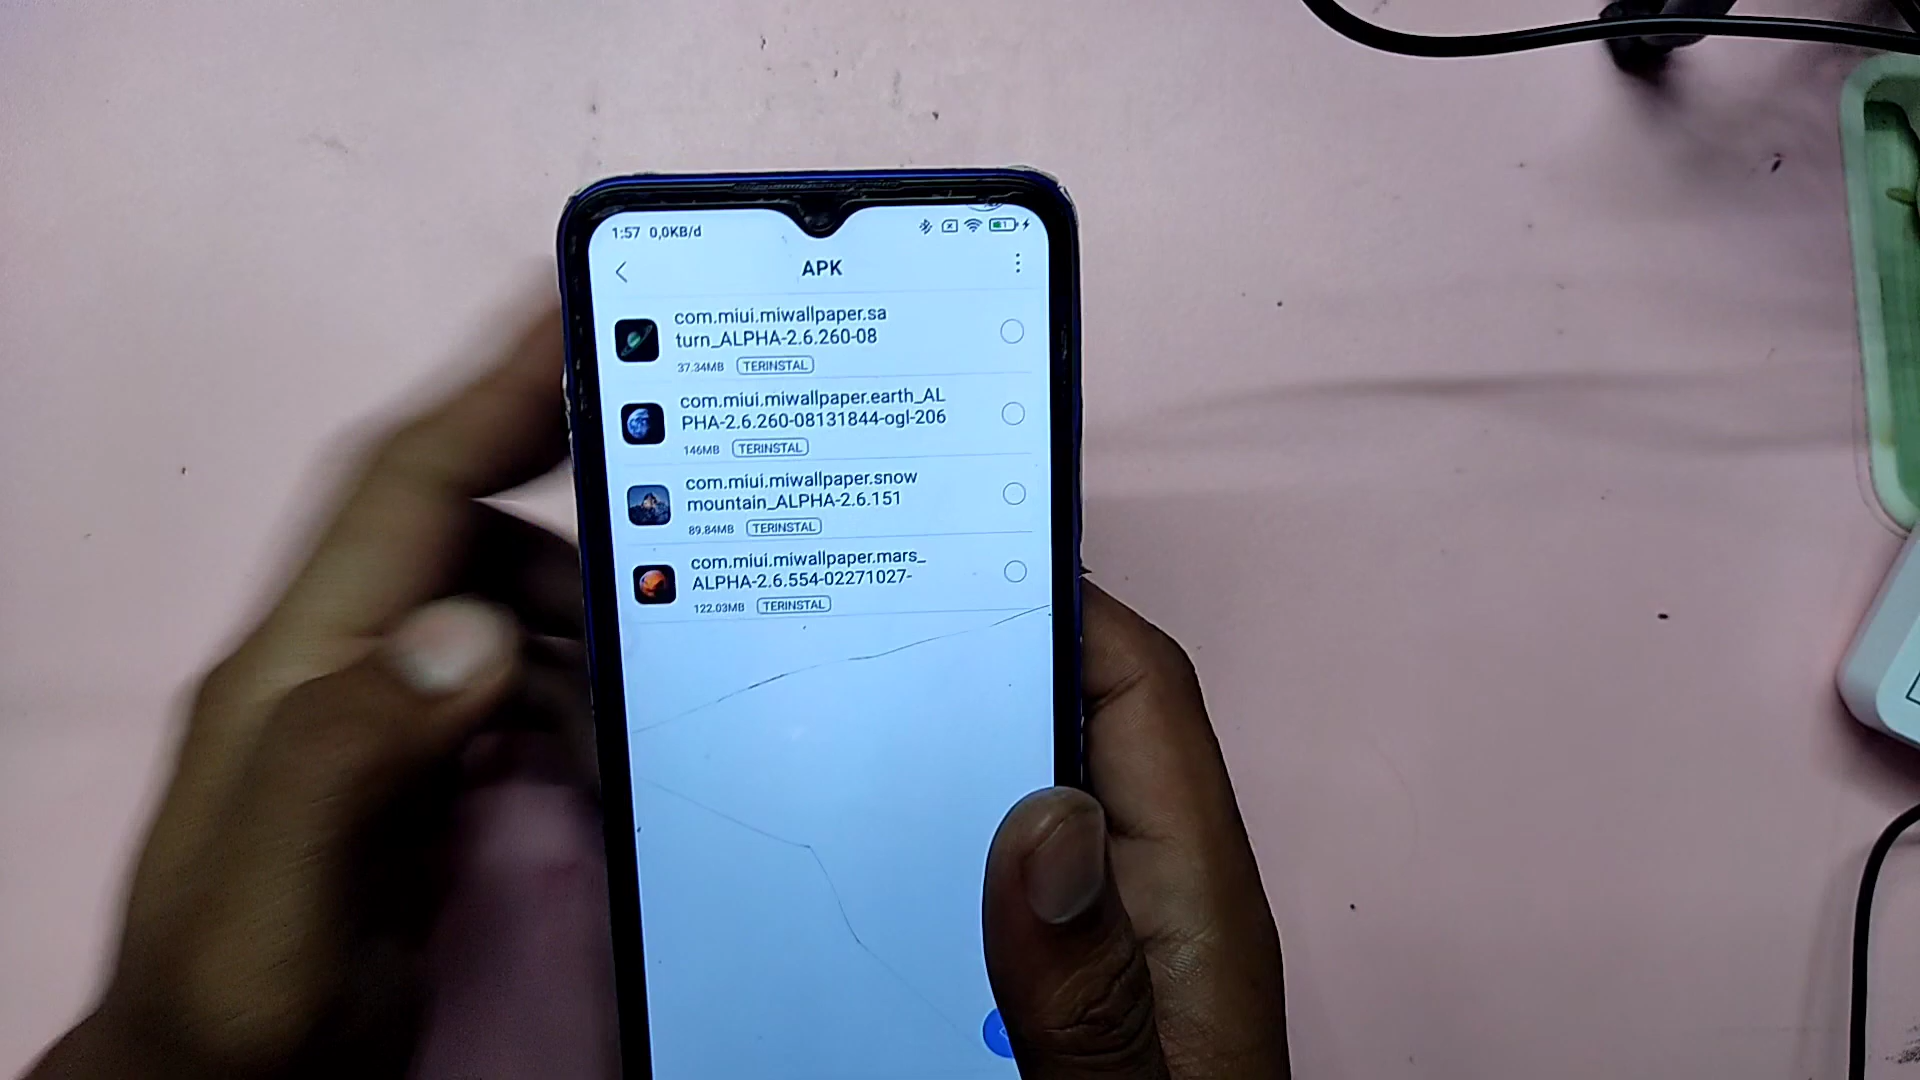 1:57 0,0KB/d
APK
com.miui.miwallpaper.sa
turn_ALPHA-2.6.260-08
37.34MB TERINSTAL
com.miui.miwallpaper.earth_AL
PHA-2.6.260-08131844-ogl-206
146MB TERINSTAL
com.miui.miwallpaper.snow
mountain_ALPHA-2.6.151
89.84MB TERINSTAL
com.miui.miwallpaper.mars_
ALPHA-2.6.554-02271027-
122.03MB TERINSTAL